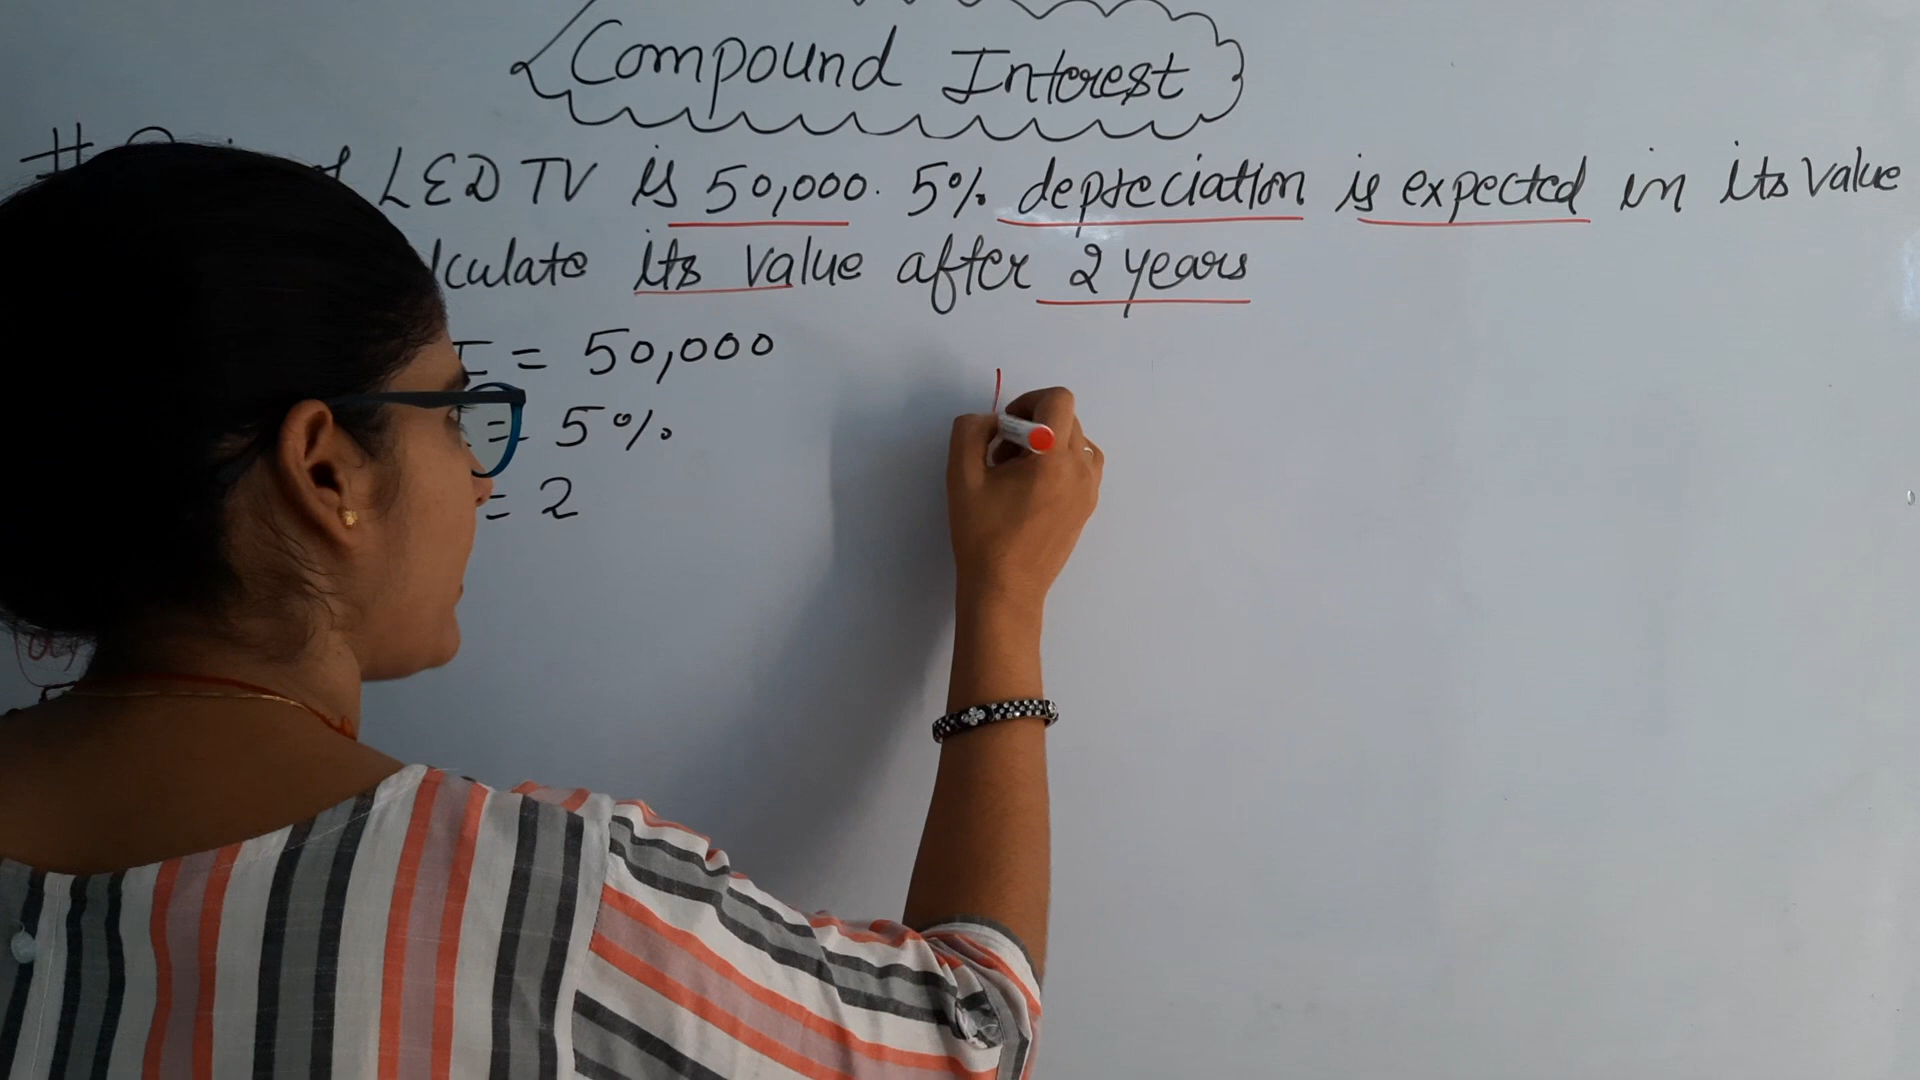 Compound Interest
# LED TV is 50,000. 5% depreciation is expected in its value
its value after 2 years
= 50,000
= 5%
= 2